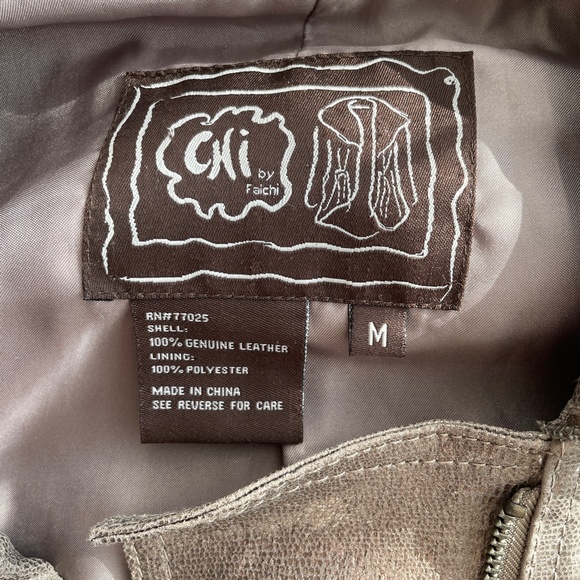 CHi
by
Faichi
RN#77025
SHELL:
100% GENUINE LEATHER
LINING:
100% POLYESTER
MADE IN CHINA
SEE REVERSE FOR CARE
M